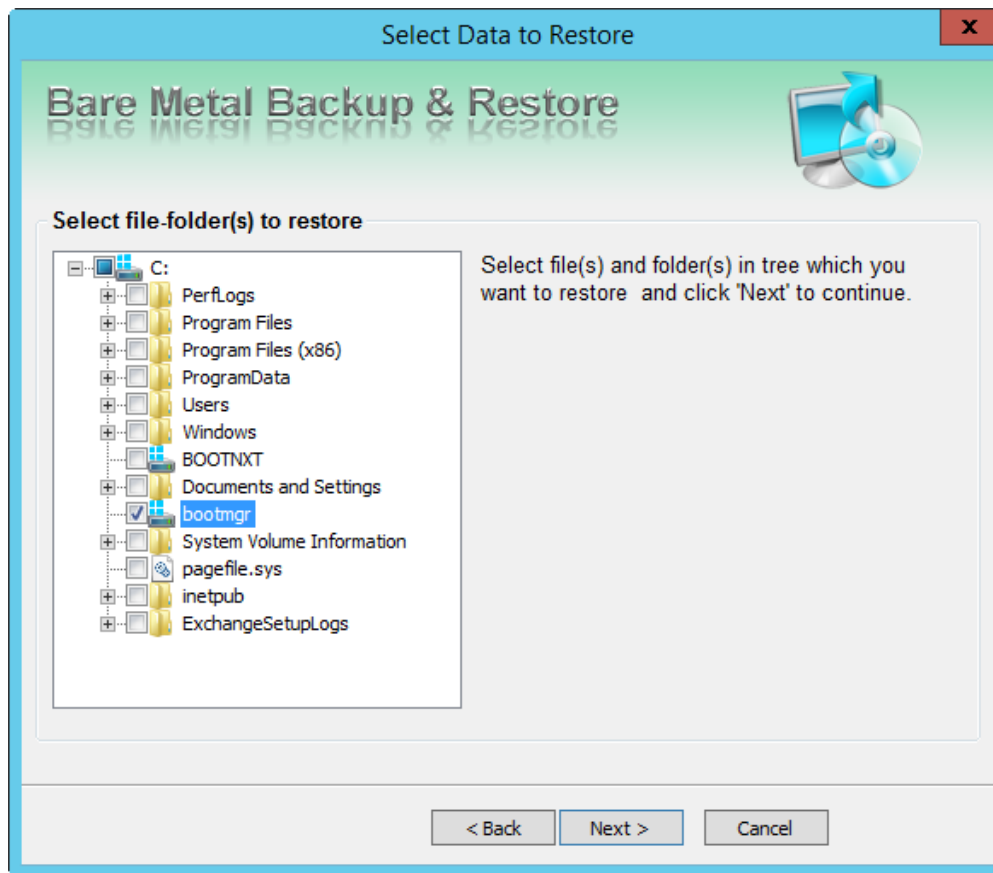 Select Data to Restore
x
Bare Metal Backup & Restore
Select file-folder(s) to restore
C:
PerfLogs
Program Files
Program Files (x86)
ProgramData
Users
Windows
BOOTNXT
Documents and Settings
bootmgr
System Volume Information
pagefile.sys
inetpub
ExchangeSetupLogs
Select file(s) and folder(s) in tree which you
want to restore  and click 'Next' to continue.
< Back
Next >
Cancel